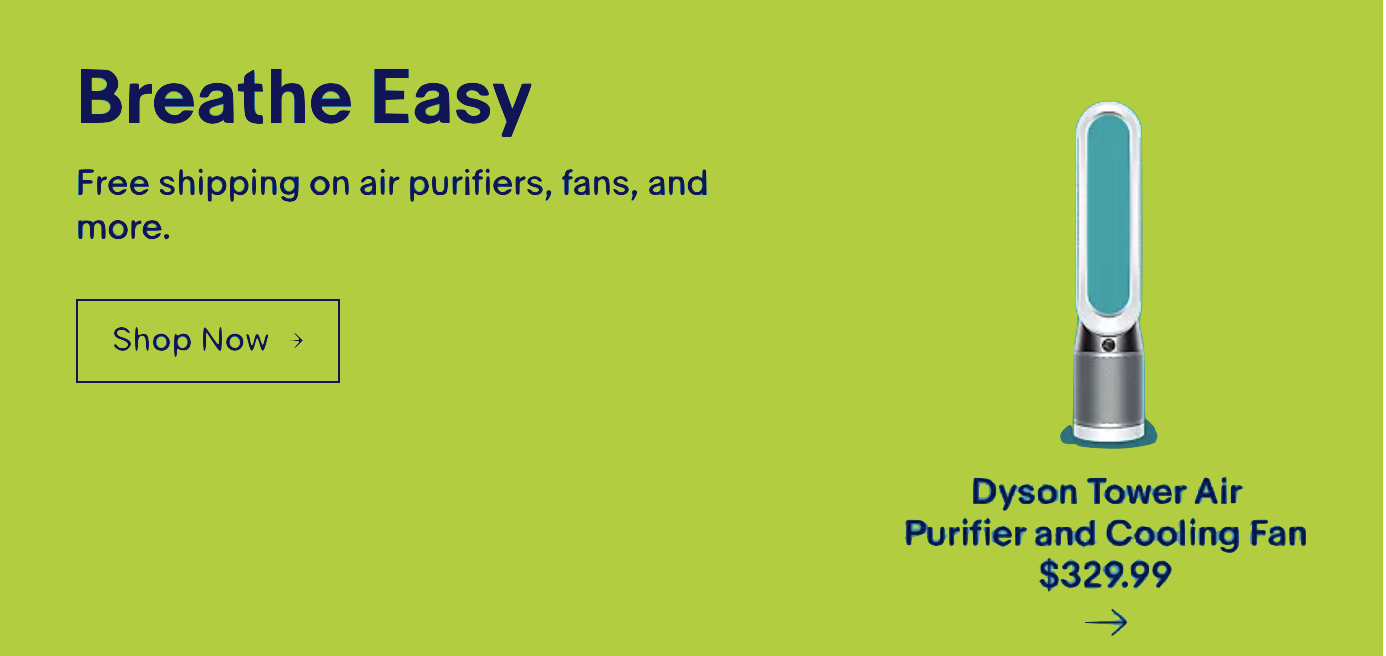 Breathe Easy
Free shipping on air purifiers, fans, and
more.
Shop Now →
Dyson Tower Air
Purifier and Cooling Fan
$329.99
→